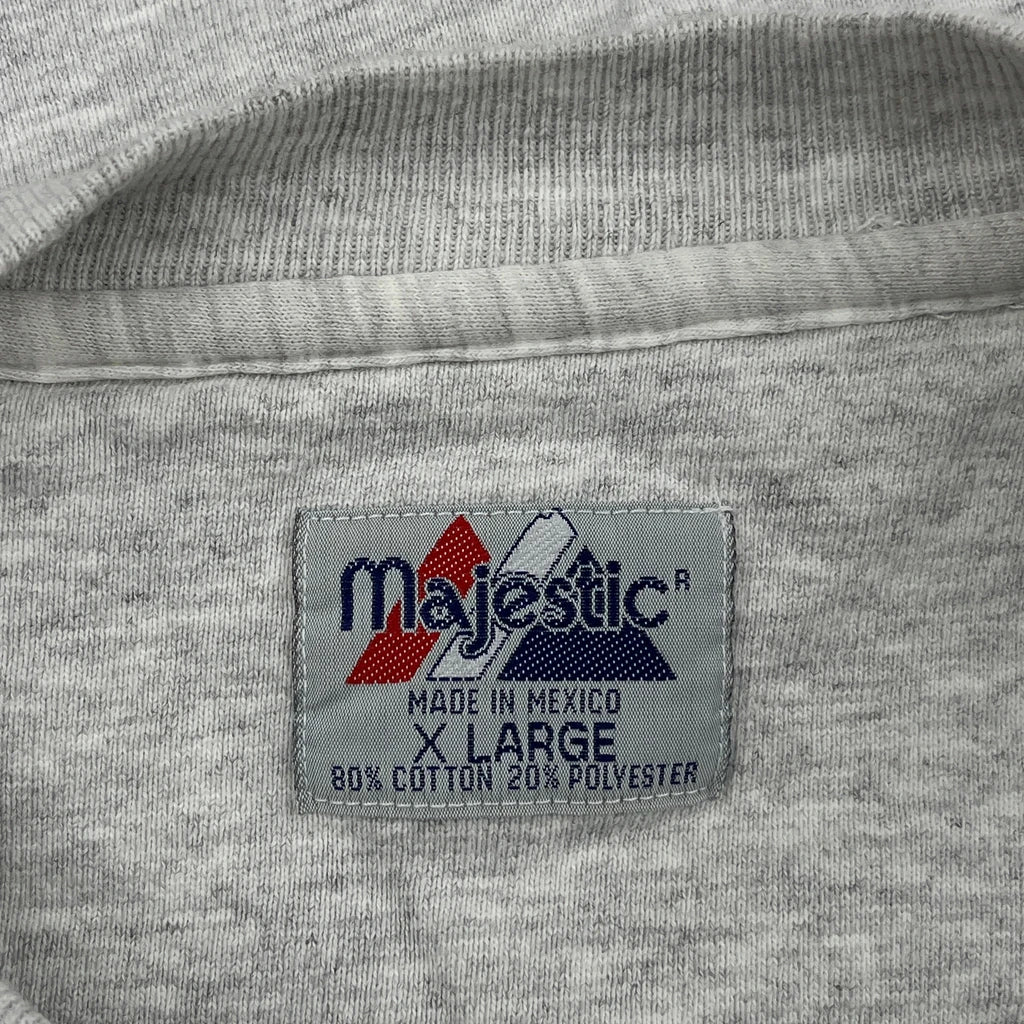 Majestic R
MADE IN MEXICO
X LARGE
80% COTTON 20% POLYESTER